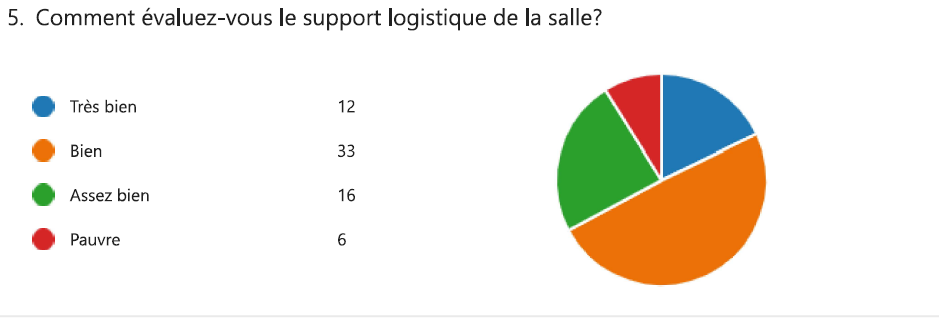 5. Comment évaluez-vous le support logistique de la salle?
Très bien 12
Bien 33
Assez bien 16
Pauvre 6